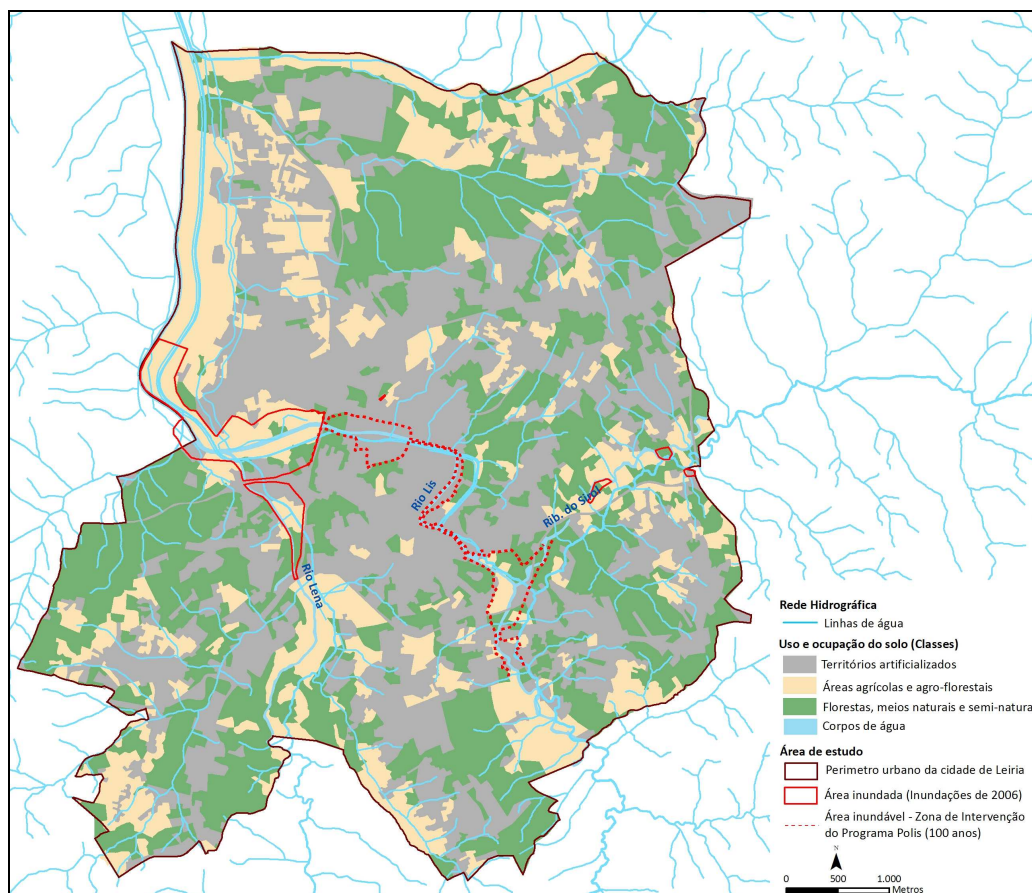 Rio Lis
Rib. do Sirol
Rio Lena
Rede Hidrográfica
Linhas de água
Uso e ocupação do solo (Classes)
Territórios artificializados
Áreas agrícolas e agro-florestais
Florestas, meios naturais e semi-natura
Corpos de água
Área de estudo
Perimetro urbano da cidade de Leiria
Área inundada (Inundações de 2006)
Área inundável - Zona de Intervenção
do Programa Polis (100 anos)
N
0 500 1.000
Metros